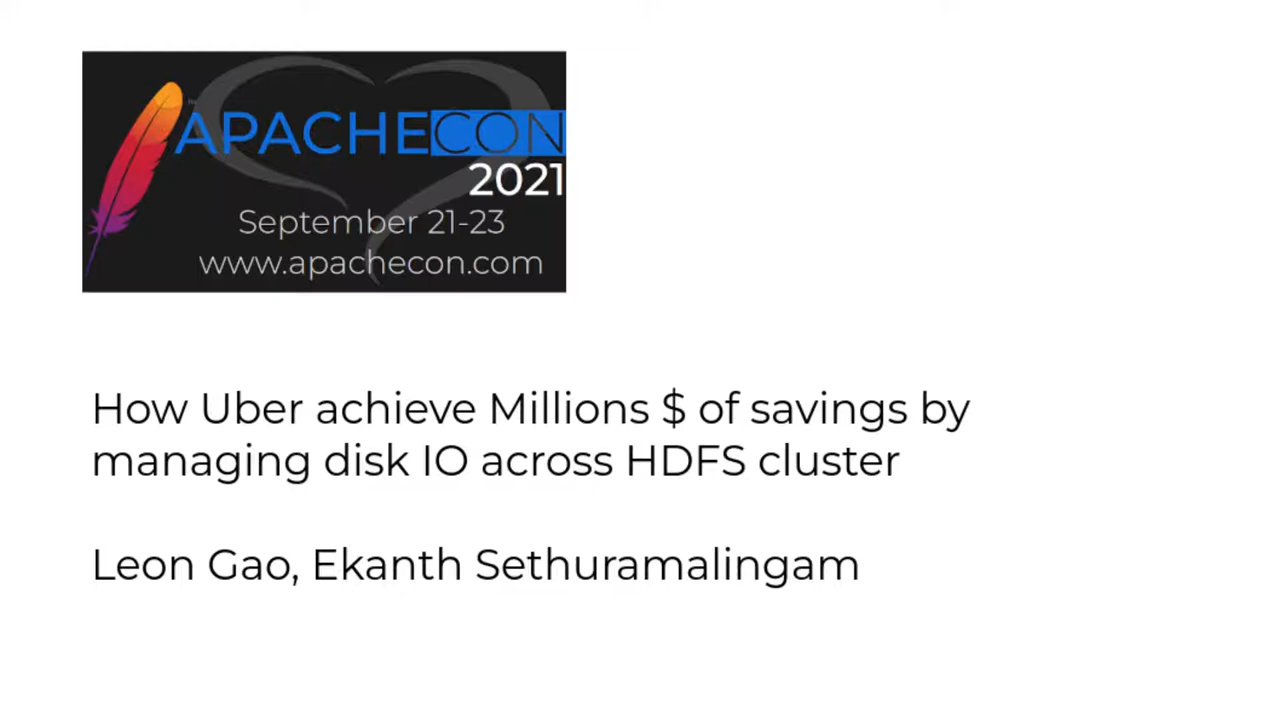 APACHECON
2021
September 21-23
www.apachecon.com
How Uber achieve Millions $ of savings by
managing disk IO across HDFS cluster
Leon Gao, Ekanth Sethuramalingam